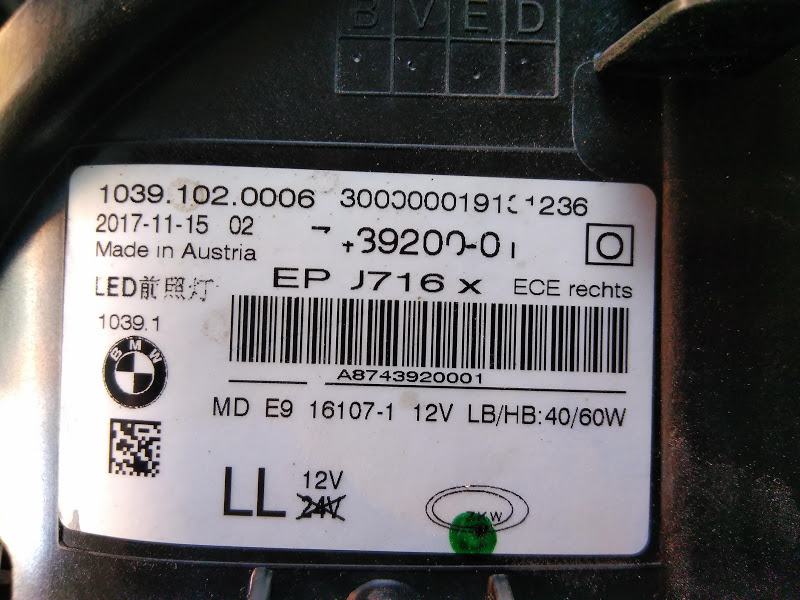 B V E D
1039.102.0006
2017-11-15 02
Made in Austria
LED前照灯
EP J716 x
ECE rechts
1039.1
BMW
A8743920001
MD E9 16107-1 12V LB/HB:40/60W
LL
12V
24V
ZKW